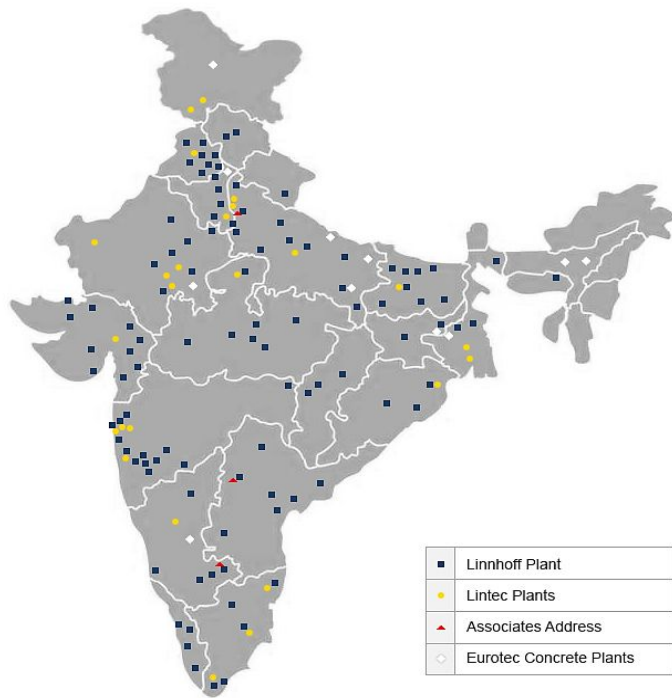 Linnhoff Plant
Lintec Plants
Associates Address
Eurotec Concrete Plants